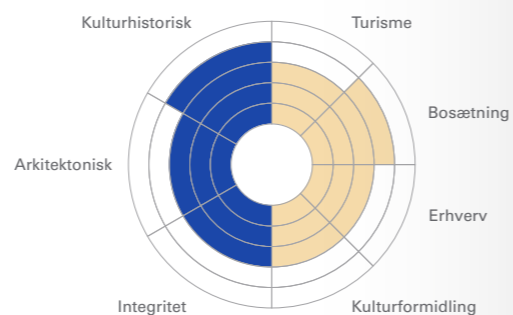 Kulturhistorisk
Turisme
Bosætning
Arkitektonisk
Erhverv
Integritet
Kulturformidling